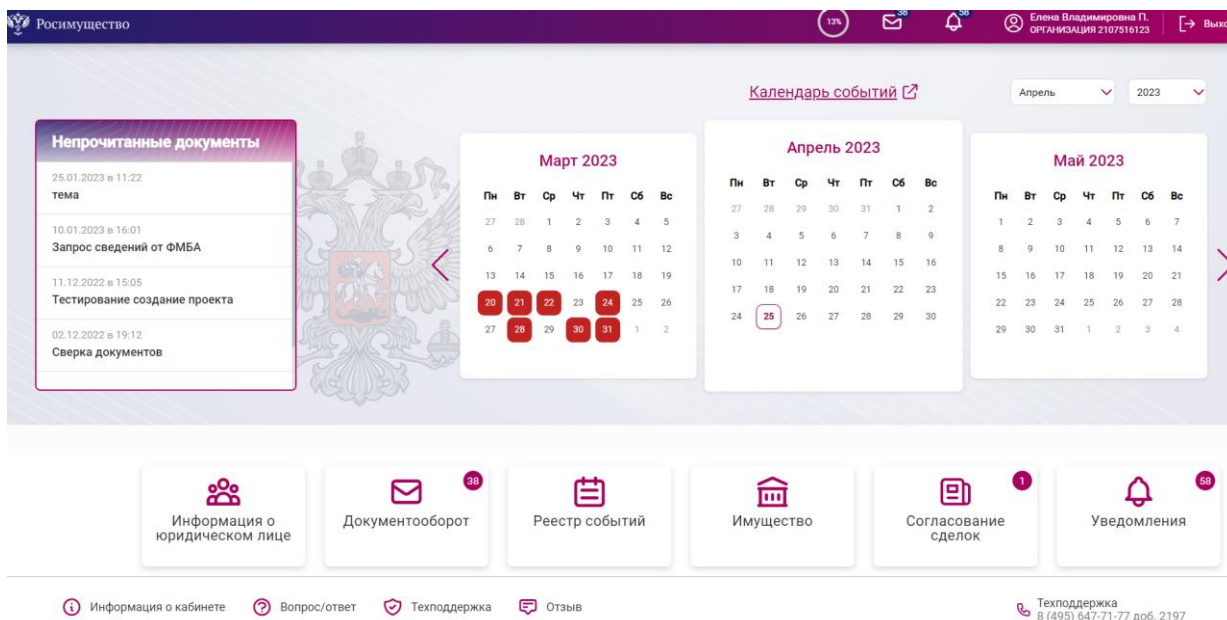 Росимущество
13%
38
58
Елена Владимировна П.
ОРГАНИЗАЦИЯ 2107516123
Календарь событий
Апрель
2023
Непрочитанные документы
25.01.2023 в 11:22
тема
10.01.2023 в 16:01
Запрос сведений от ФМБА
11.12.2022 в 15:05
Тестирование создание проекта
02.12.2022 в 19:12
Сверка документов
Март 2023
Пн Вт Ср Чт Пт Сб Вс
27 28 1 2 3 4 5
6 7 8 9 10 11 12
13 14 15 16 17 18 19
20 21 22 23 24 25 26
27 28 29 30 31 1 2
Апрель 2023
Пн Вт Ср Чт Пт Сб Вс
27 28 29 30 31 1 2
3 4 5 6 7 8 9
10 11 12 13 14 15 16
17 18 19 20 21 22 23
24 25 26 27 28 29 30
Май 2023
Пн Вт Ср Чт Пт Сб Вс
1 2 3 4 5 6 7
8 9 10 11 12 13 14
15 16 17 18 19 20 21
22 23 24 25 26 27 28
29 30 31 1 2 3 4
Информация о
юридическом лице
38
Документооборот
Реестр событий
Имущество
1
Согласование
сделок
58
Уведомления
Информация о кабинете
Вопрос/ответ
Техподдержка
Отзыв
Техподдержка
8 (495) 647-71-77 доб. 2197